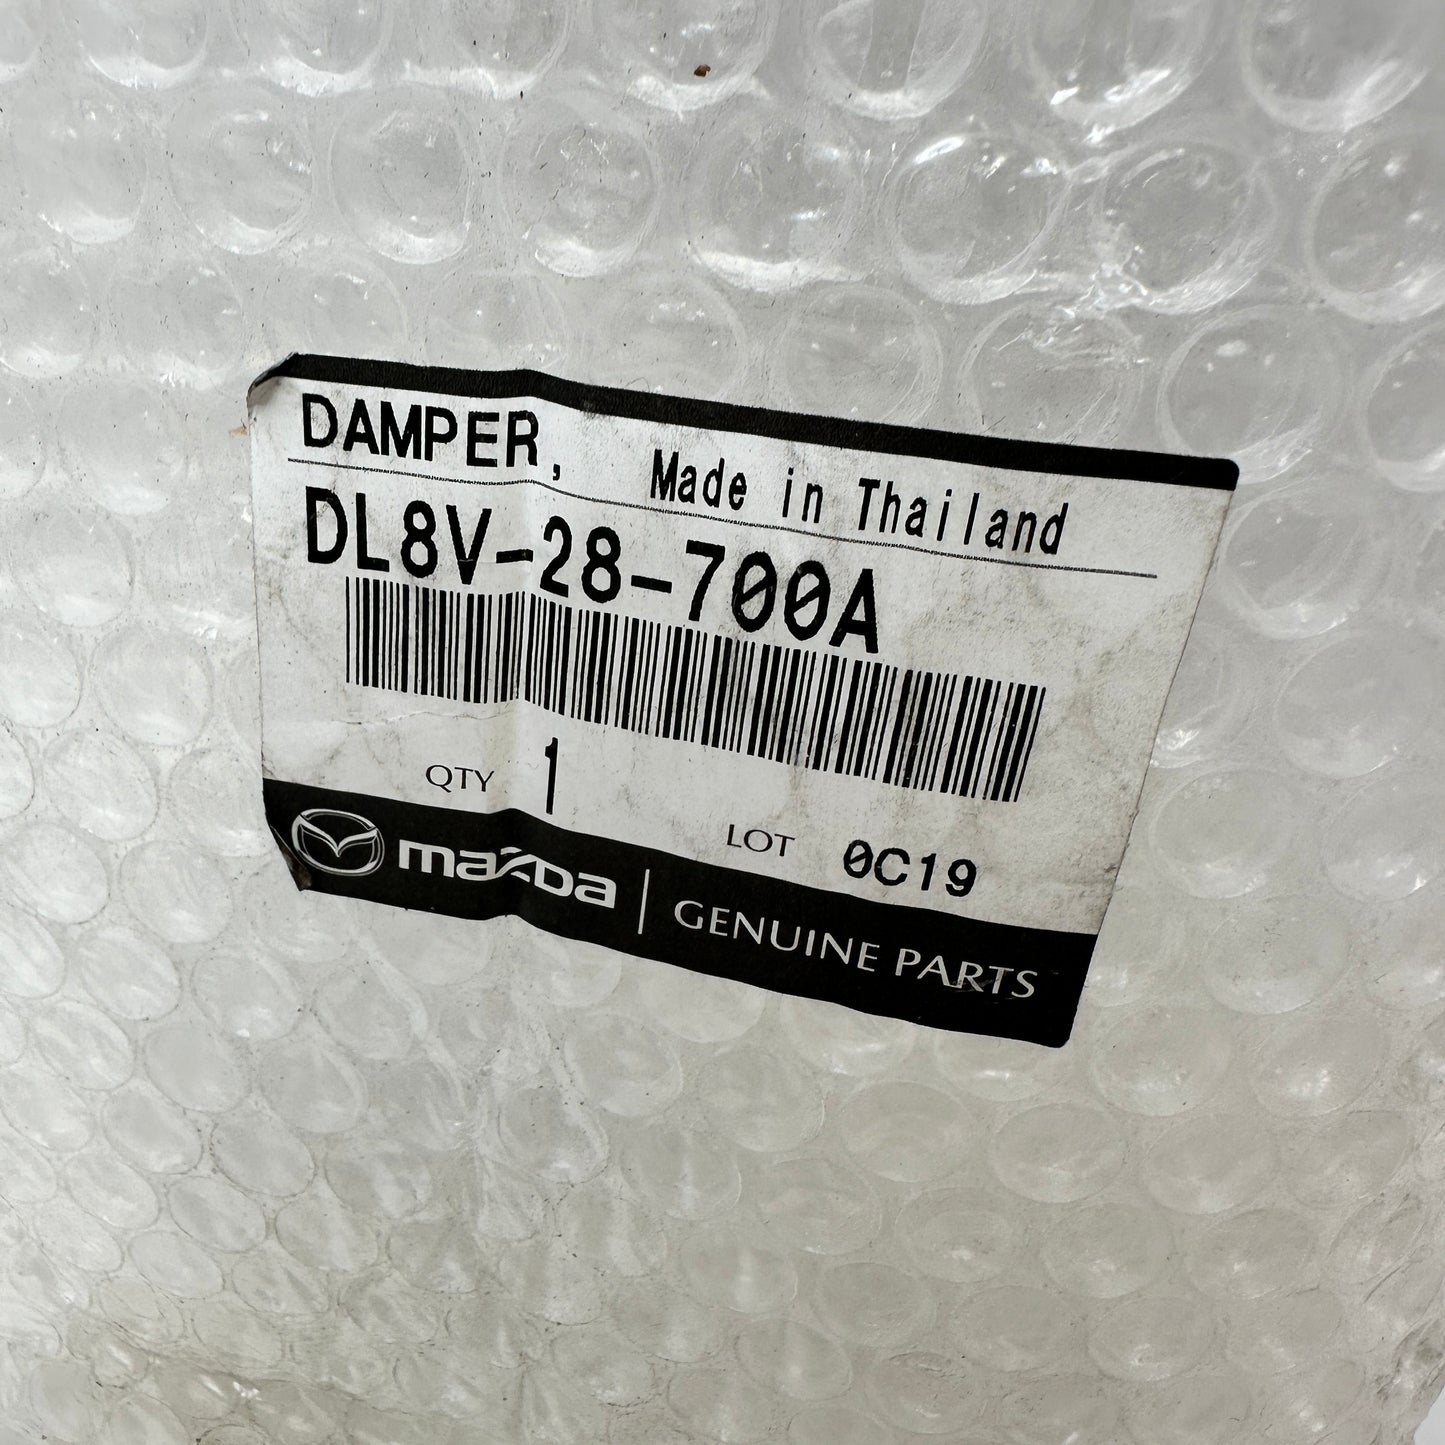 DAMPER, Made in Thailand
DL8V-28-700A
QTY 1
LOT 0C19
mazda | GENUINE PARTS